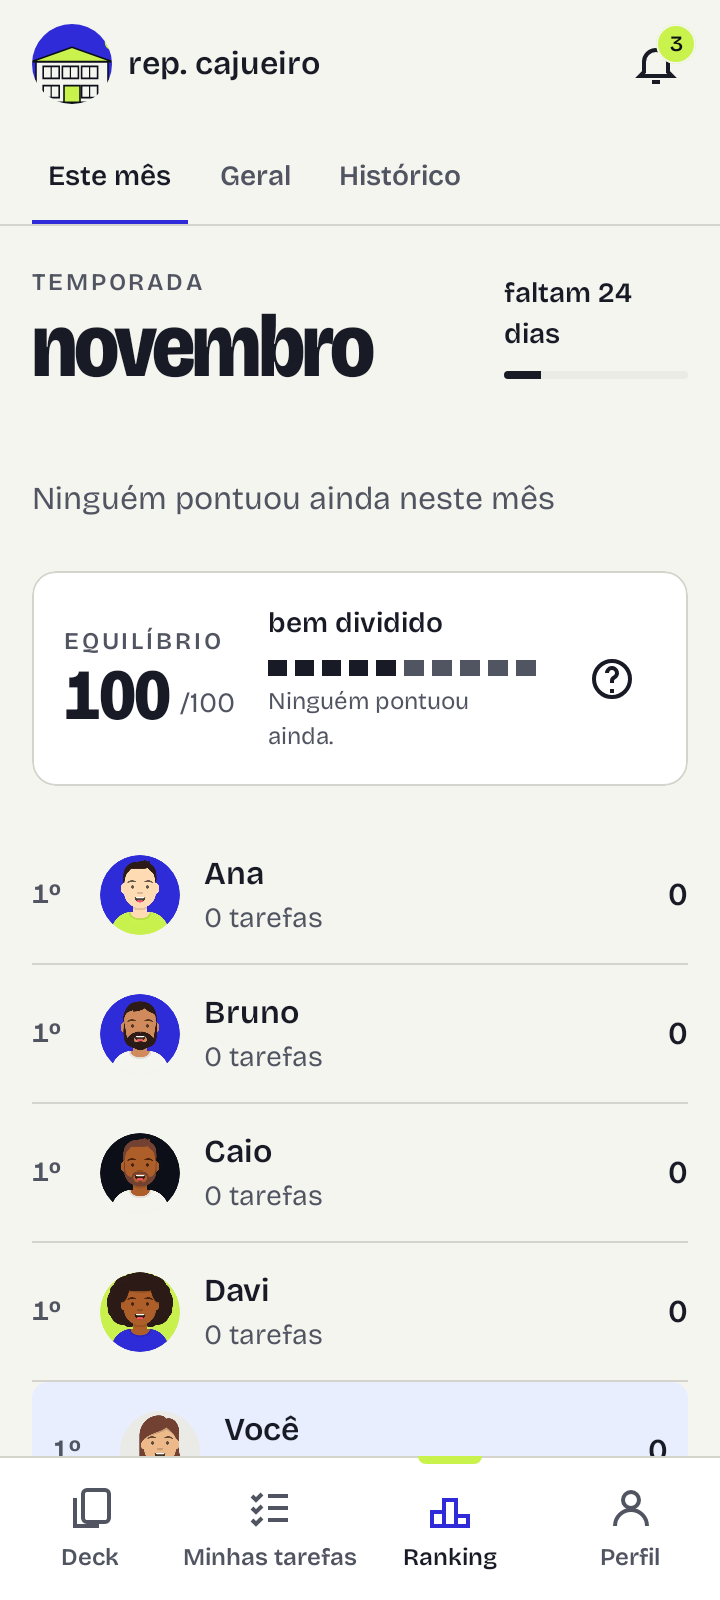 rep. cajueiro
3
Este mês
Geral
Histórico
TEMPORADA
novembro
faltam 24
dias
Ninguém pontuou ainda neste mês
EQUILÍBRIO
100 /100
bem dividido
Ninguém pontuou
ainda.
1º
Ana
0 tarefas
0
1º
Bruno
0 tarefas
0
1º
Caio
0 tarefas
0
1º
Davi
0 tarefas
0
1º
Você
0
Deck
Minhas tarefas
Ranking
Perfil